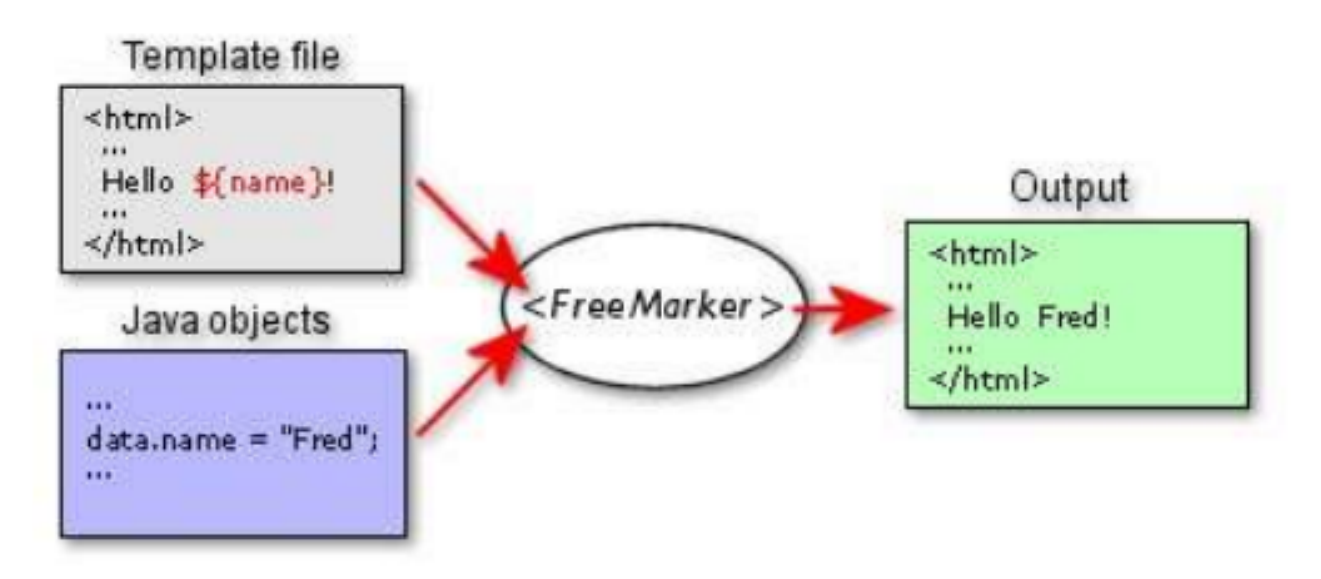 Template file
<html>
...
Hello ${name}!
...
</html>
Java objects
...
data.name = "Fred";
...
<FreeMarker>
Output
<html>
...
Hello Fred!
...
</html>